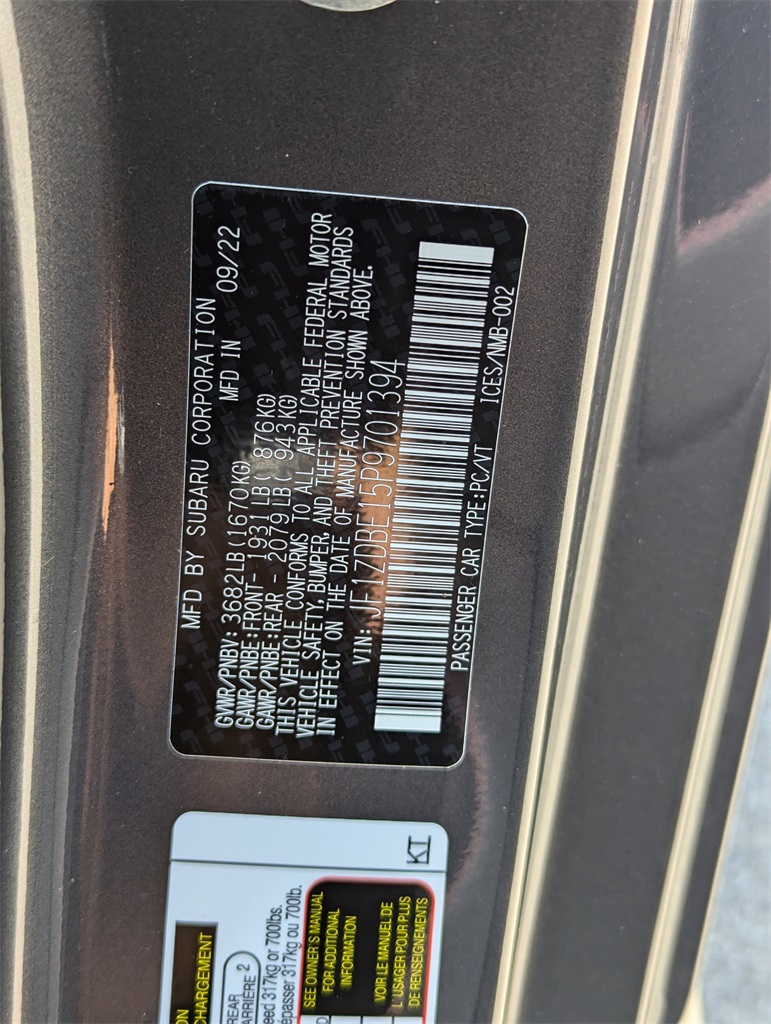 MFD BY SUBARU CORPORATION
MFD IN 09/22
GVWR/PNBV: 3682LB(1670KG)
GAWR/PNBE:FRONT- 1931LB( 876KG)
GAWR/PNBE:REAR - 2079LB( 943KG)
THIS VEHICLE CONFORMS TO ALL APPLICABLE FEDERAL MOTOR
VEHICLE SAFETY, BUMPER, AND THEFT PREVENTION STANDARDS
IN EFFECT ON THE DATE OF MANUFACTURE SHOWN ABOVE.
VIN: JF1ZDBE15P9701394
PASSENGER CAR TYPE:PC/VT ICES/NMB-002
KT
ION
CHARGEMENT
REAR
ARRIÈRE 2
eed 317kg or 700lbs.
épasser 317kg ou 700lb.
SEE OWNER'S MANUAL
FOR ADDITIONAL
INFORMATION
VOIR LE MANUEL DE
L'USAGER POUR PLUS
DE RENSEIGNEMENTS